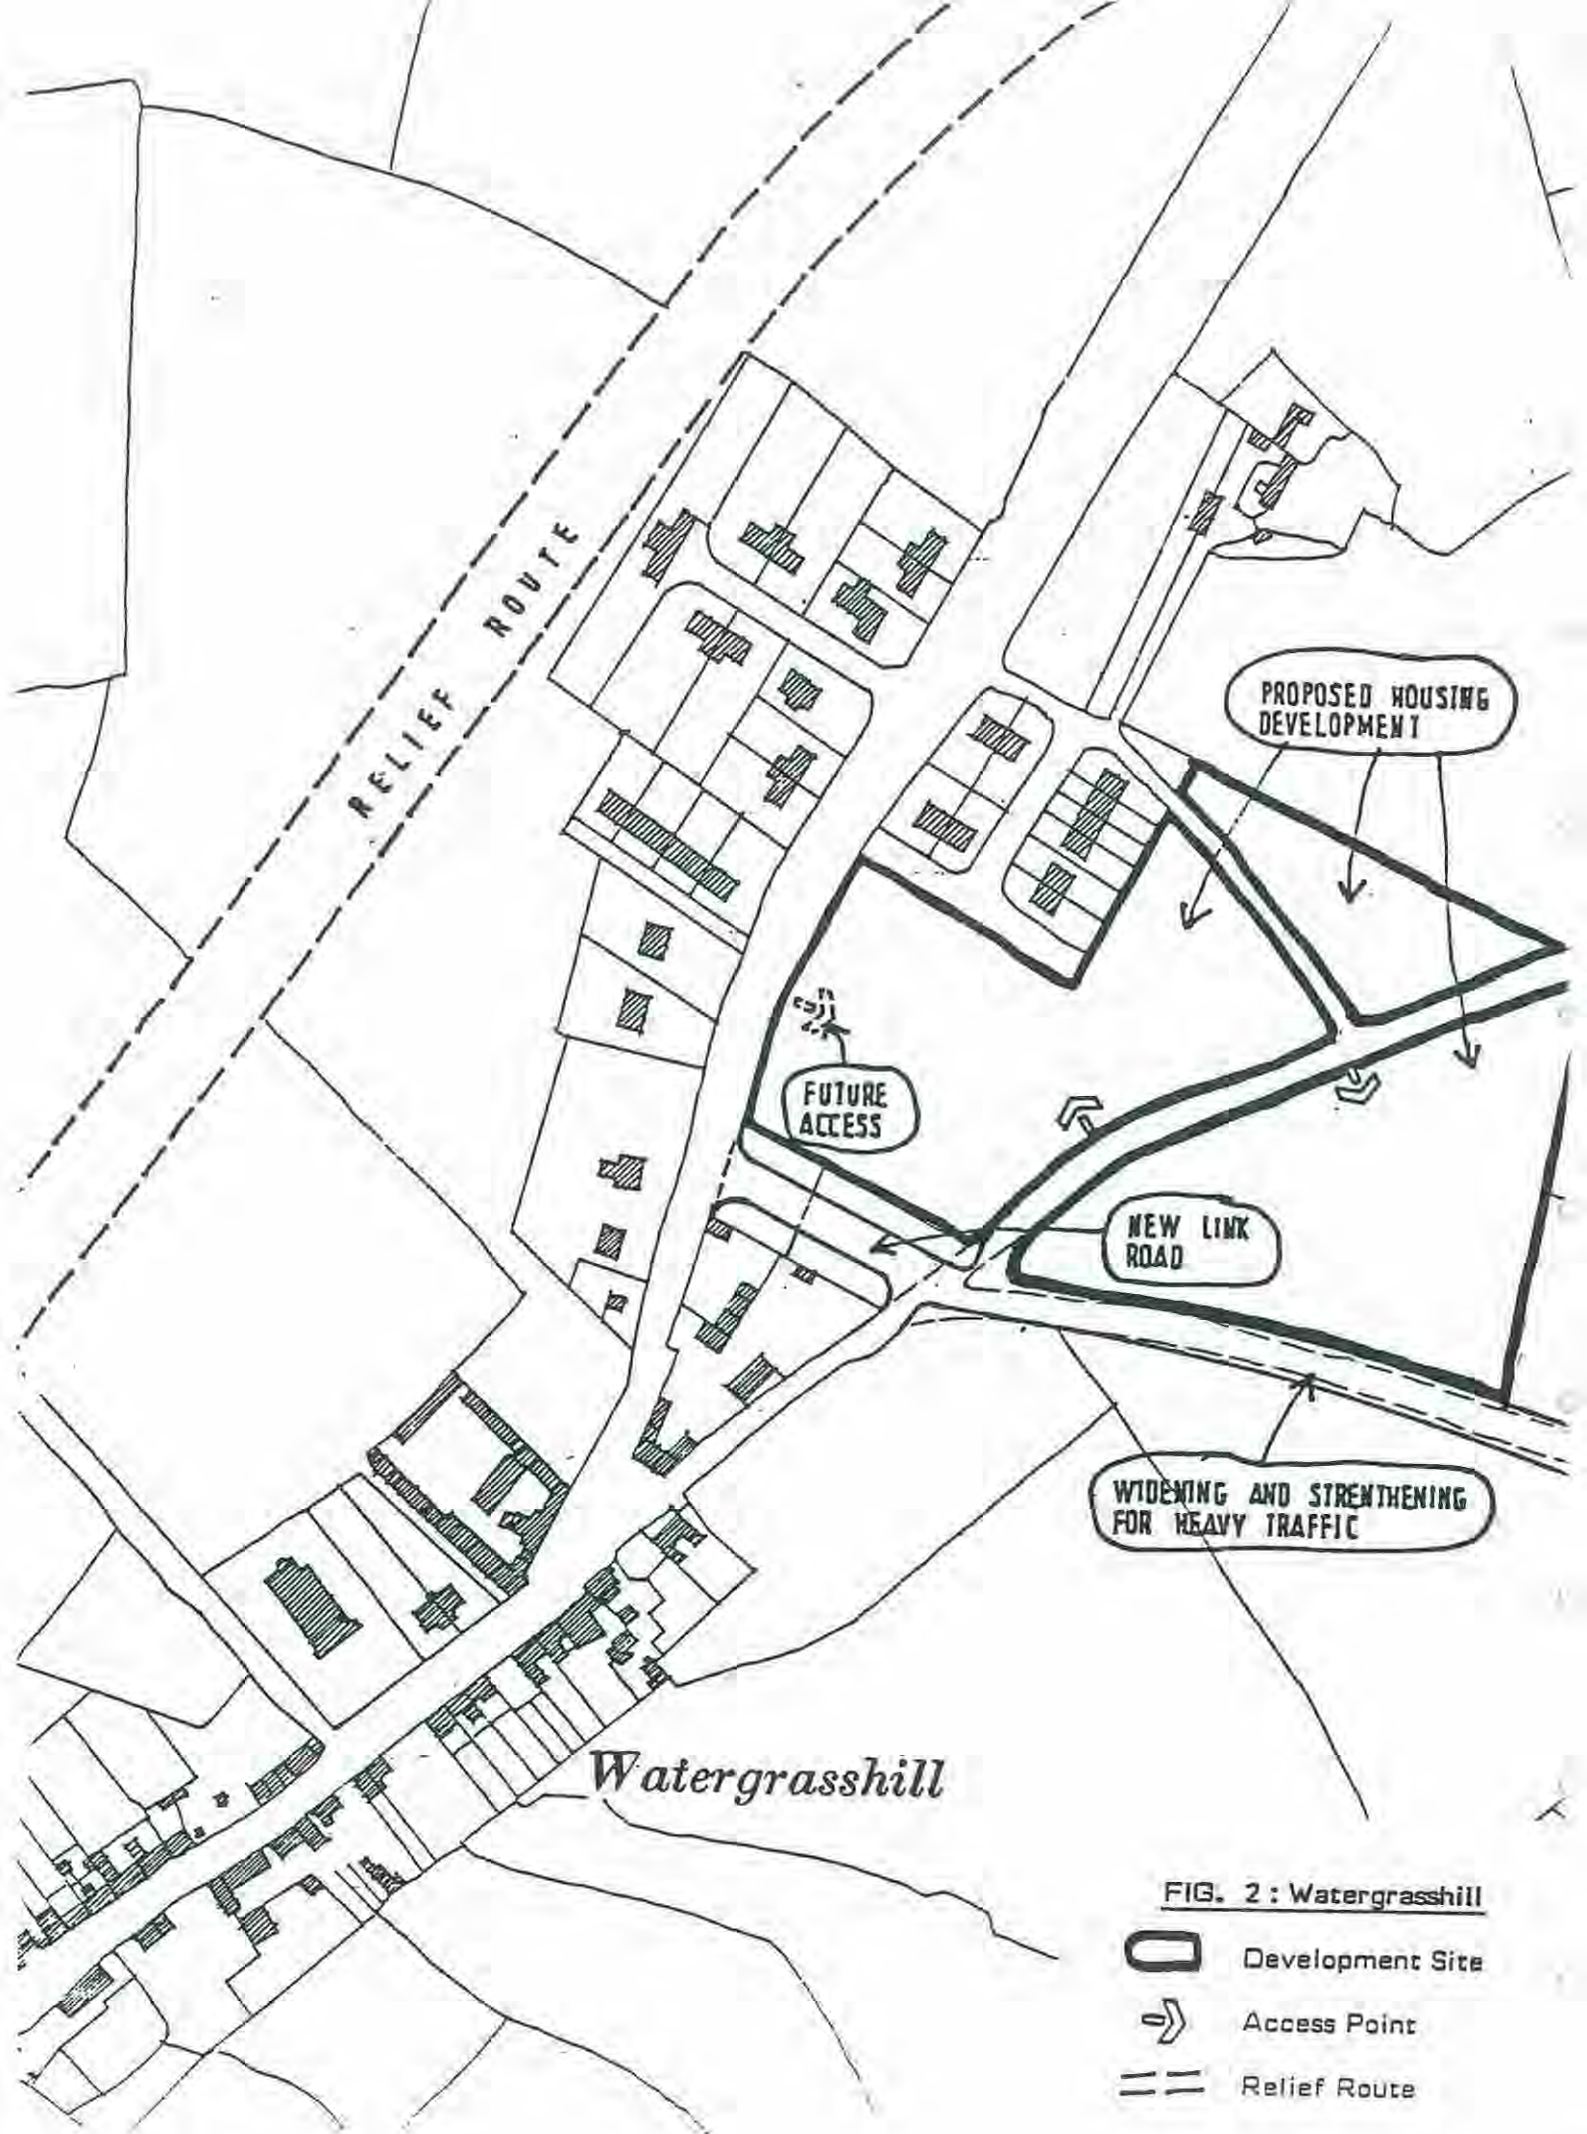 RELIEF ROUTE
PROPOSED HOUSING
DEVELOPMENT
FUTURE
ACCESS
NEW LINK
ROAD
WIDENING AND STRENTHENING
FOR HEAVY TRAFFIC
Watergrasshill
FIG. 2 : Watergrasshill
Development Site
Access Point
Relief Route